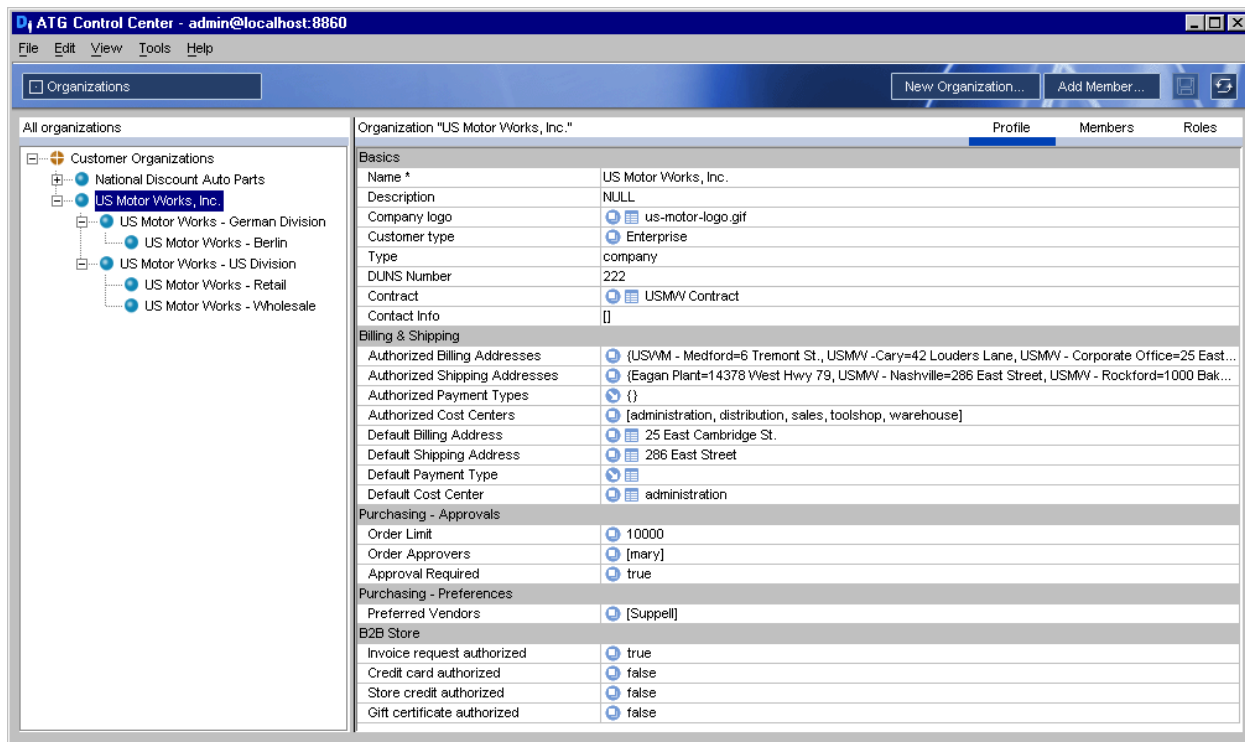 ATG Control Center - admin@localhost:8860
File Edit View Tools Help
Organizations New Organization... Add Member...
All organizations
Customer Organizations
National Discount Auto Parts
US Motor Works, Inc.
US Motor Works - German Division
US Motor Works - Berlin
US Motor Works - US Division
US Motor Works - Retail
US Motor Works - Wholesale
Organization "US Motor Works, Inc." Profile Members Roles
Basics
Name * US Motor Works, Inc.
Description NULL
Company logo us-motor-logo.gif
Customer type Enterprise
Type company
DUNS Number 222
Contract USMW Contract
Contact Info []
Billing & Shipping
Authorized Billing Addresses {USWM - Medford=6 Tremont St., USMW -Cary=42 Louders Lane, USMW - Corporate Office=25 East...
Authorized Shipping Addresses {Eagan Plant=14378 West Hwy 79, USMW - Nashville=286 East Street, USMW - Rockford=1000 Bak...
Authorized Payment Types {}
Authorized Cost Centers [administration, distribution, sales, toolshop, warehouse]
Default Billing Address 25 East Cambridge St.
Default Shipping Address 286 East Street
Default Payment Type
Default Cost Center administration
Purchasing - Approvals
Order Limit 10000
Order Approvers [mary]
Approval Required true
Purchasing - Preferences
Preferred Vendors [Suppell]
B2B Store
Invoice request authorized true
Credit card authorized false
Store credit authorized false
Gift certificate authorized false